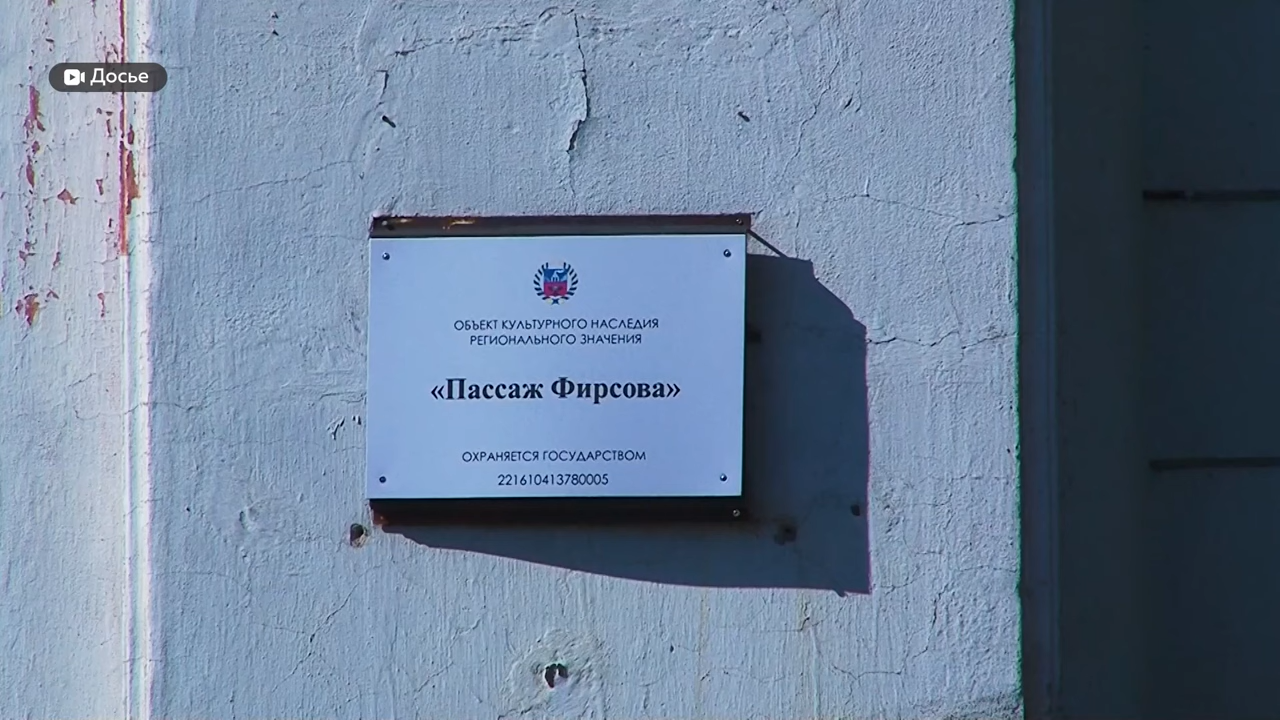 Досье
ОБЪЕКТ КУЛЬТУРНОГО НАСЛЕДИЯ
РЕГИОНАЛЬНОГО ЗНАЧЕНИЯ
«Пассаж Фирсова»
ОХРАНЯЕТСЯ ГОСУДАРСТВОМ
221610413780005